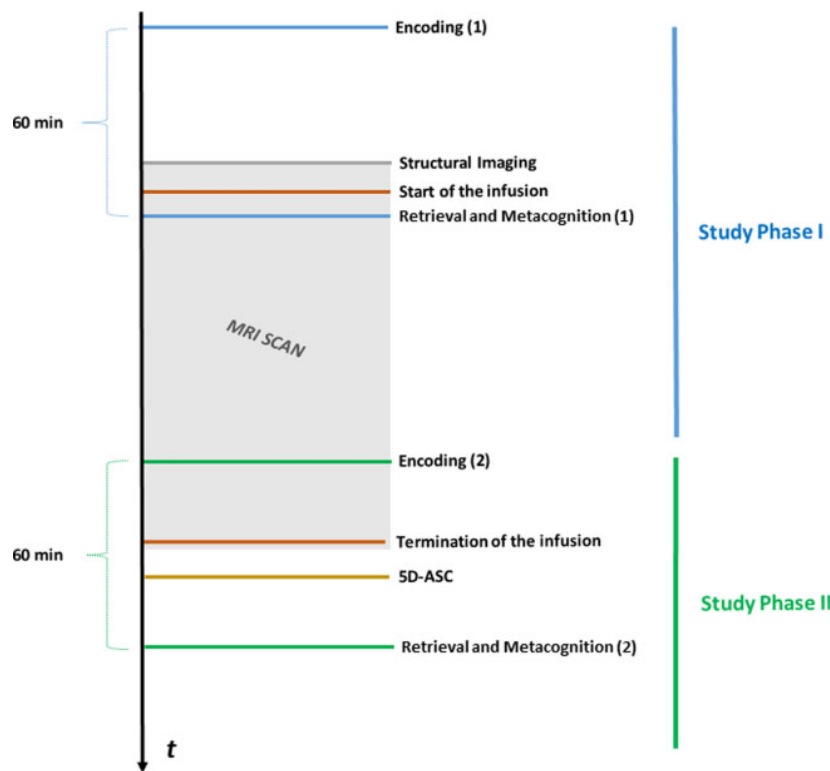 Encoding (1)
60 min
Structural Imaging
Start of the infusion
Retrieval and Metacognition (1)
Study Phase I
MRI SCAN
Encoding (2)
Termination of the infusion
60 min
5D-ASC
Study Phase II
Retrieval and Metacognition (2)
t